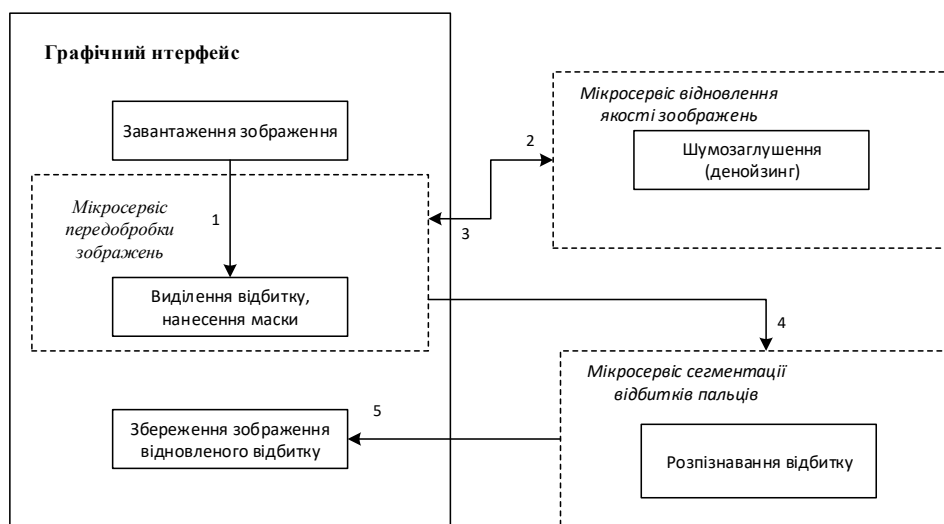 Графічний нтерфейс
Завантаження зображення
1
Мікросервіс
передобробки
зображень
Виділення відбитку,
нанесення маски
2
3
Мікросервіс відновлення
якості зоображень
Шумозаглушення
(денойзинг)
4
Мікросервіс сегментації
відбитків пальців
Розпізнавання відбитку
5
Збереження зображення
відновленого відбитку